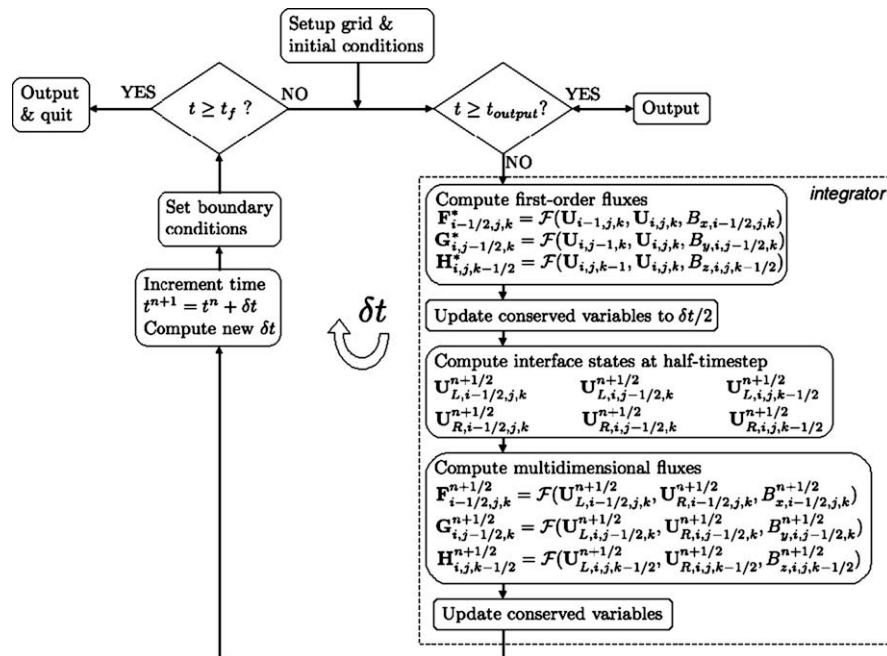 Setup grid &
initial conditions
YES
NO
YES
Output
& quit
t ≥ t_f ?
t ≥ t_{output}?
Output
NO
integrator
Compute first-order fluxes
F^*_{i-1/2,j,k} = ℱ(U_{i-1,j,k}, U_{i,j,k}, B_{x,i-1/2,j,k})
G^*_{i,j-1/2,k} = ℱ(U_{i,j-1,k}, U_{i,j,k}, B_{y,i,j-1/2,k})
H^*_{i,j,k-1/2} = ℱ(U_{i,j,k-1}, U_{i,j,k}, B_{z,i,j,k-1/2})
Set boundary
conditions
Increment time
t^{n+1} = t^n + δt
Compute new δt
δt
Update conserved variables to δt/2
Compute interface states at half-timestep
U^{n+1/2}_{L,i-1/2,j,k} U^{n+1/2}_{L,i,j-1/2,k} U^{n+1/2}_{L,i,j,k-1/2}
U^{n+1/2}_{R,i-1/2,j,k} U^{n+1/2}_{R,i,j-1/2,k} U^{n+1/2}_{R,i,j,k-1/2}
Compute multidimensional fluxes
F^{n+1/2}_{i-1/2,j,k} = ℱ(U^{n+1/2}_{L,i-1/2,j,k}, U^{n+1/2}_{R,i-1/2,j,k}, B^{n+1/2}_{x,i-1/2,j,k})
G^{n+1/2}_{i,j-1/2,k} = ℱ(U^{n+1/2}_{L,i,j-1/2,k}, U^{n+1/2}_{R,i,j-1/2,k}, B^{n+1/2}_{y,i,j-1/2,k})
H^{n+1/2}_{i,j,k-1/2} = ℱ(U^{n+1/2}_{L,i,j,k-1/2}, U^{n+1/2}_{R,i,j,k-1/2}, B^{n+1/2}_{z,i,j,k-1/2})
Update conserved variables